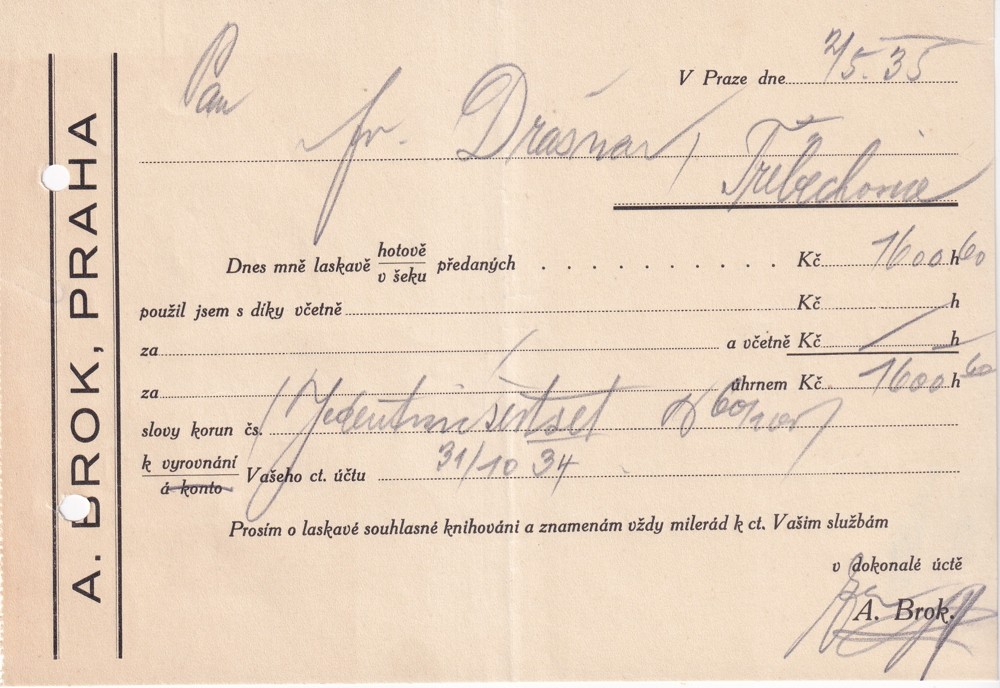 A. BROK, PRAHA
V Praze dne 2/5. 35
Pan
Fr. Drásnar,
Třebechovice
Dnes mně laskavě hotově předaných Kč 1600 h 60
v šeku
použil jsem s díky včetně Kč h
za a včetně Kč h
za úhrnem Kč 1600 h 60
slovy korun čs. Jedentisícšestset 60/100
k vyrovnání Vašeho ct. účtu 31/10 34
á konto
Prosím o laskavé souhlasné knihování a znamenám vždy milerád k ct. Vašim službám
v dokonalé úctě
A. Brok.